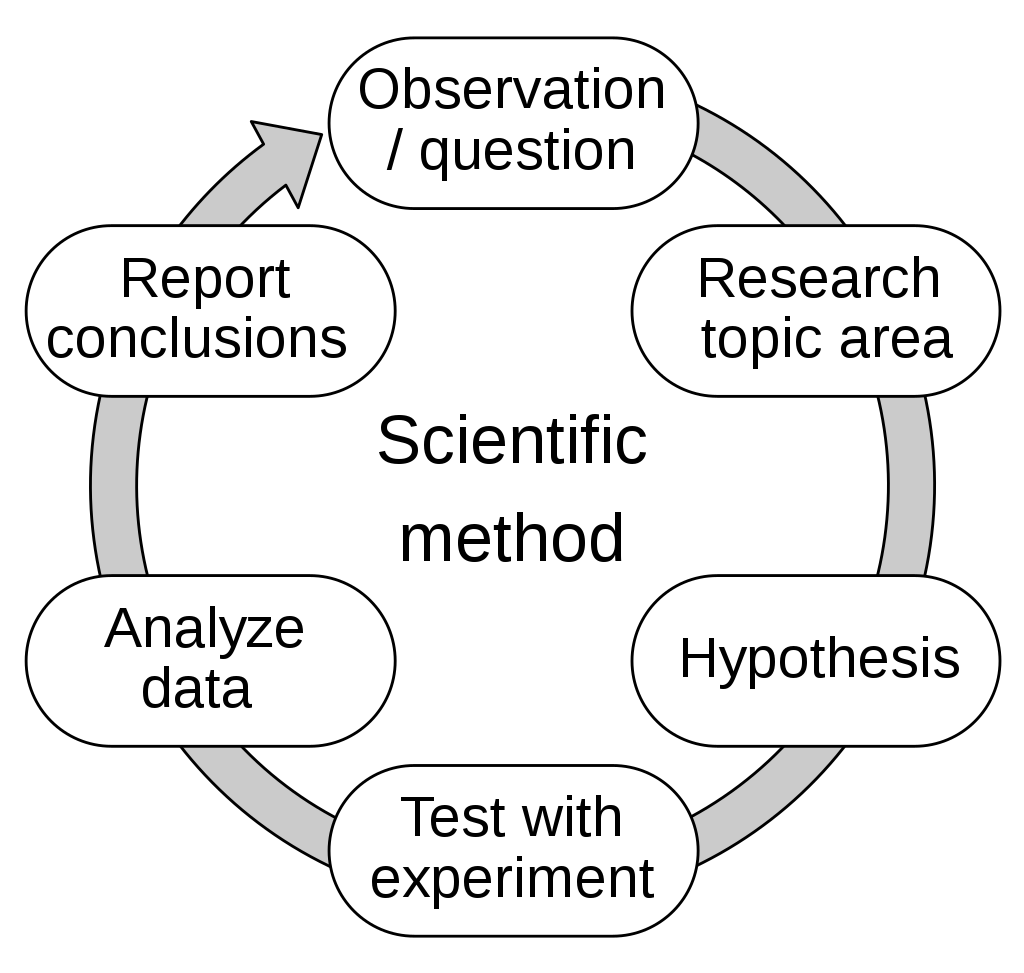 Observation
/ question
Research
topic area
Hypothesis
Test with
experiment
Analyze
data
Report
conclusions
Scientific
method